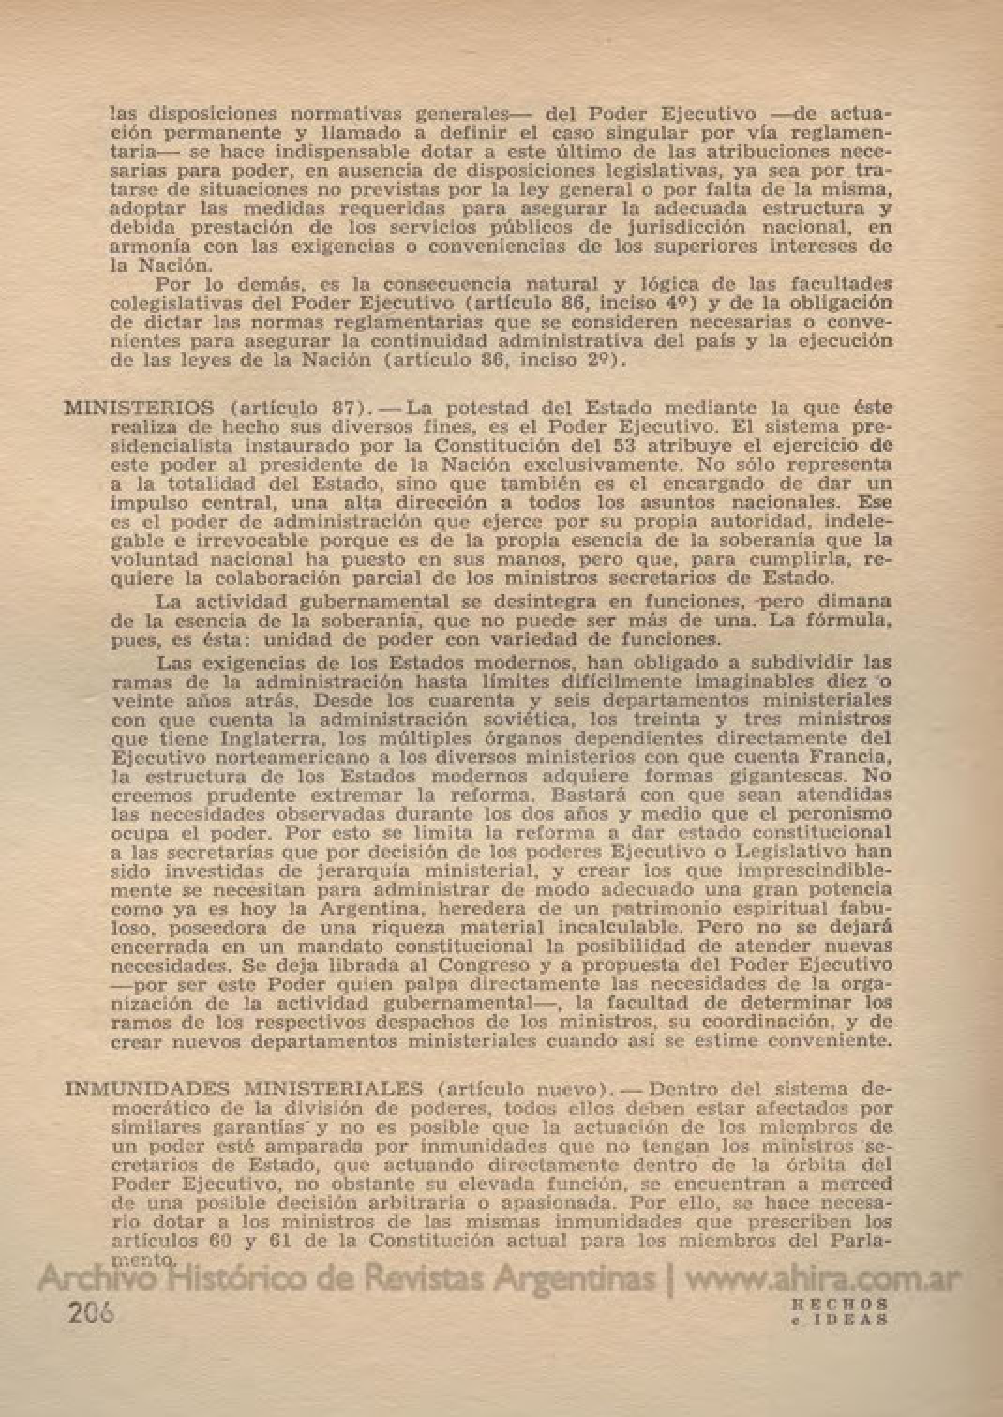 las disposiciones normativas generales— del Poder Ejecutivo —de actua-
ción permanente y llamado a definir el caso singular por vía reglamen-
taria— se hace indispensable dotar a este último de las atribuciones nece-
sarias para poder, en ausencia de disposiciones legislativas, ya sea por tra-
tarse de situaciones no previstas por la ley general o por falta de la misma,
adoptar las medidas requeridas para asegurar la adecuada estructura y
debida prestación de los servicios públicos de jurisdicción nacional, en
armonía con las exigencias o conveniencias de los superiores intereses de
la Nación.
Por lo demás, es la consecuencia natural y lógica de las facultades
colegislativas del Poder Ejecutivo (artículo 86, inciso 4º) y de la obligación
de dictar las normas reglamentarias que se consideren necesarias o conve-
nientes para asegurar la continuidad administrativa del país y la ejecución
de las leyes de la Nación (artículo 86, inciso 2º).
MINISTERIOS (artículo 87). — La potestad del Estado mediante la que éste
realiza de hecho sus diversos fines, es el Poder Ejecutivo. El sistema pre-
sidencialista instaurado por la Constitución del 53 atribuye el ejercicio de
este poder al presidente de la Nación exclusivamente. No sólo representa
a la totalidad del Estado, sino que también es el encargado de dar un
impulso central, una alta dirección a todos los asuntos nacionales. Ese
es el poder de administración que ejerce por su propia autoridad, indele-
gable e irrevocable porque es de la propia esencia de la soberanía que la
voluntad nacional ha puesto en sus manos, pero que, para cumplirla, re-
quiere la colaboración parcial de los ministros secretarios de Estado.
La actividad gubernamental se desintegra en funciones, pero dimana
de la esencia de la soberanía, que no puede ser más de una. La fórmula,
pues, es ésta: unidad de poder con variedad de funciones.
Las exigencias de los Estados modernos, han obligado a subdividir las
ramas de la administración hasta límites difícilmente imaginables diez o
veinte años atrás. Desde los cuarenta y seis departamentos ministeriales
con que cuenta la administración soviética, los treinta y tres ministros
que tiene Inglaterra, los múltiples órganos dependientes directamente del
Ejecutivo norteamericano a los diversos ministerios con que cuenta Francia,
la estructura de los Estados modernos adquiere formas gigantescas. No
creemos prudente extremar la reforma. Bastará con que sean atendidas
las necesidades observadas durante los dos años y medio que el peronismo
ocupa el poder. Por esto se limita la reforma a dar estado constitucional
a las secretarías que por decisión de los poderes Ejecutivo o Legislativo han
sido investidas de jerarquía ministerial, y crear los que imprescindible-
mente se necesitan para administrar de modo adecuado una gran potencia
como ya es hoy la Argentina, heredera de un patrimonio espiritual fabu-
loso, poseedora de una riqueza material incalculable. Pero no se dejará
encerrada en un mandato constitucional la posibilidad de atender nuevas
necesidades. Se deja librada al Congreso y a propuesta del Poder Ejecutivo
—por ser este Poder quien palpa directamente las necesidades de la orga-
nización de la actividad gubernamental—, la facultad de determinar los
ramos de los respectivos despachos de los ministros, su coordinación, y de
crear nuevos departamentos ministeriales cuando así se estime conveniente.
INMUNIDADES MINISTERIALES (artículo nuevo). — Dentro del sistema de-
mocrático de la división de poderes, todos ellos deben estar afectados por
similares garantías y no es posible que la actuación de los miembros de
un poder esté amparada por inmunidades que no tengan los ministros se-
cretarios de Estado, que actuando directamente dentro de la órbita del
Poder Ejecutivo, no obstante su elevada función, se encuentran a merced
de una posible decisión arbitraria o apasionada. Por ello, se hace necesa-
rio dotar a los ministros de las mismas inmunidades que prescriben los
artículos 60 y 61 de la Constitución actual para los miembros del Parla-
mento.
Archivo Histórico de Revistas Argentinas | www.ahira.com.ar
206
HECHOS
e IDEAS